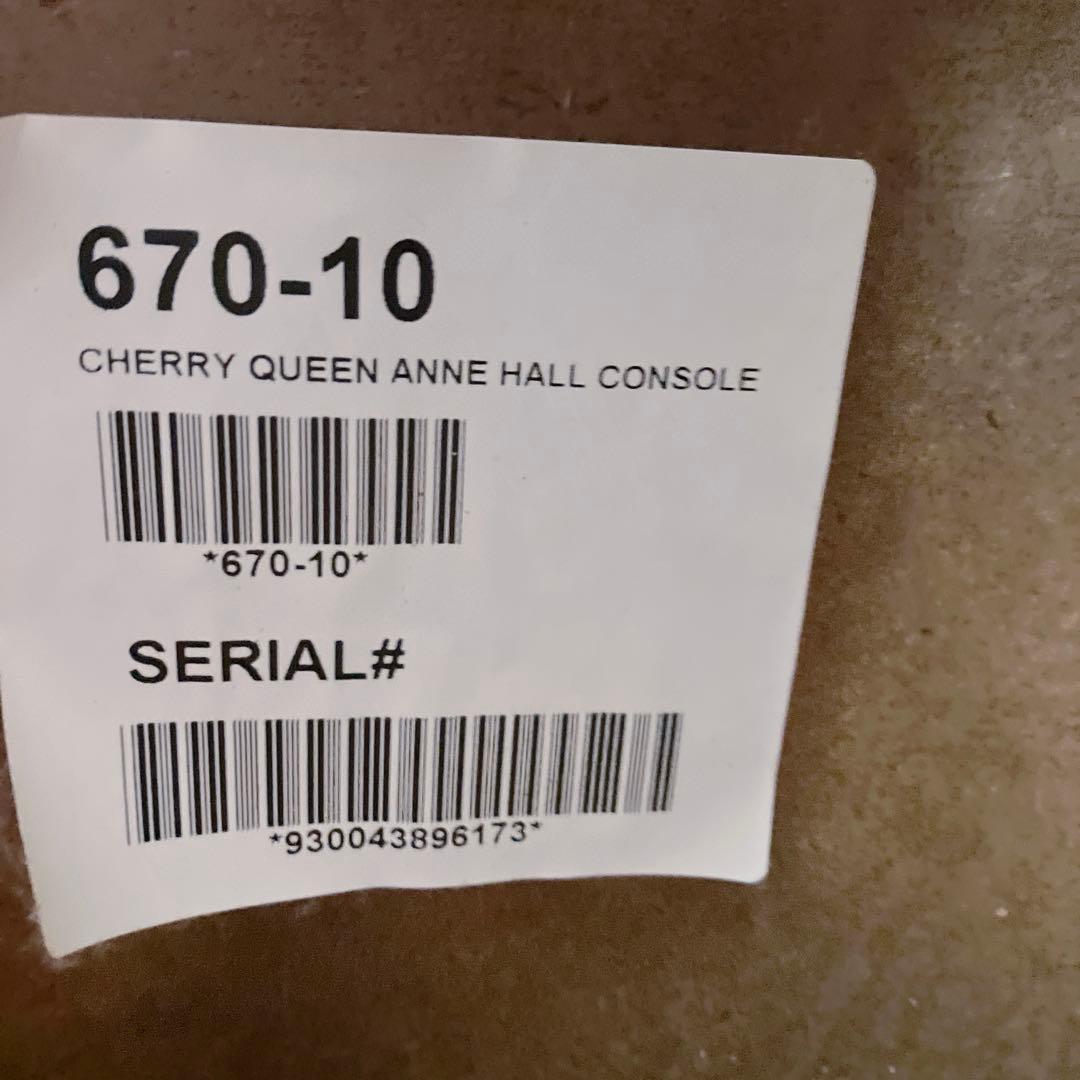 670-10
CHERRY QUEEN ANNE HALL CONSOLE
*670-10*
SERIAL#
*930043896173*